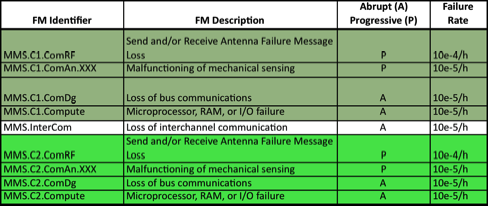 FM Identifier FM Description Abrupt (A) Progressive (P) Failure Rate
MMS.C1.ComRF Send and/or Receive Antenna Failure Message Loss P 10e-4/h
MMS.C1.ComAn.XXX Malfunctioning of mechanical sensing P 10e-5/h
MMS.C1.ComDg Loss of bus communications A 10e-5/h
MMS.C1.Compute Microprocessor, RAM, or I/O failure A 10e-5/h
MMS.InterCom Loss of interchannel communication A 10e-5/h
MMS.C2.ComRF Send and/or Receive Antenna Failure Message Loss P 10e-4/h
MMS.C2.ComAn.XXX Malfunctioning of mechanical sensing P 10e-5/h
MMS.C2.ComDg Loss of bus communications A 10e-5/h
MMS.C2.Compute Microprocessor, RAM, or I/O failure A 10e-5/h